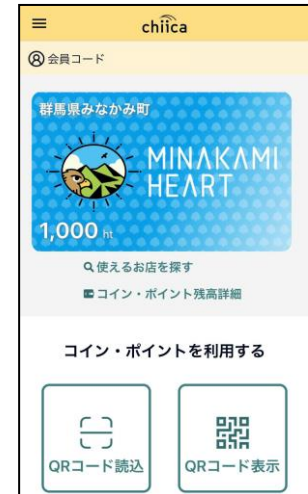 chiica
会員コード
群馬県みなかみ町
MINAKAMI
HEART
1,000 ht
使えるお店を探す
コイン・ポイント残高詳細
コイン・ポイントを利用する
QRコード読込
QRコード表示